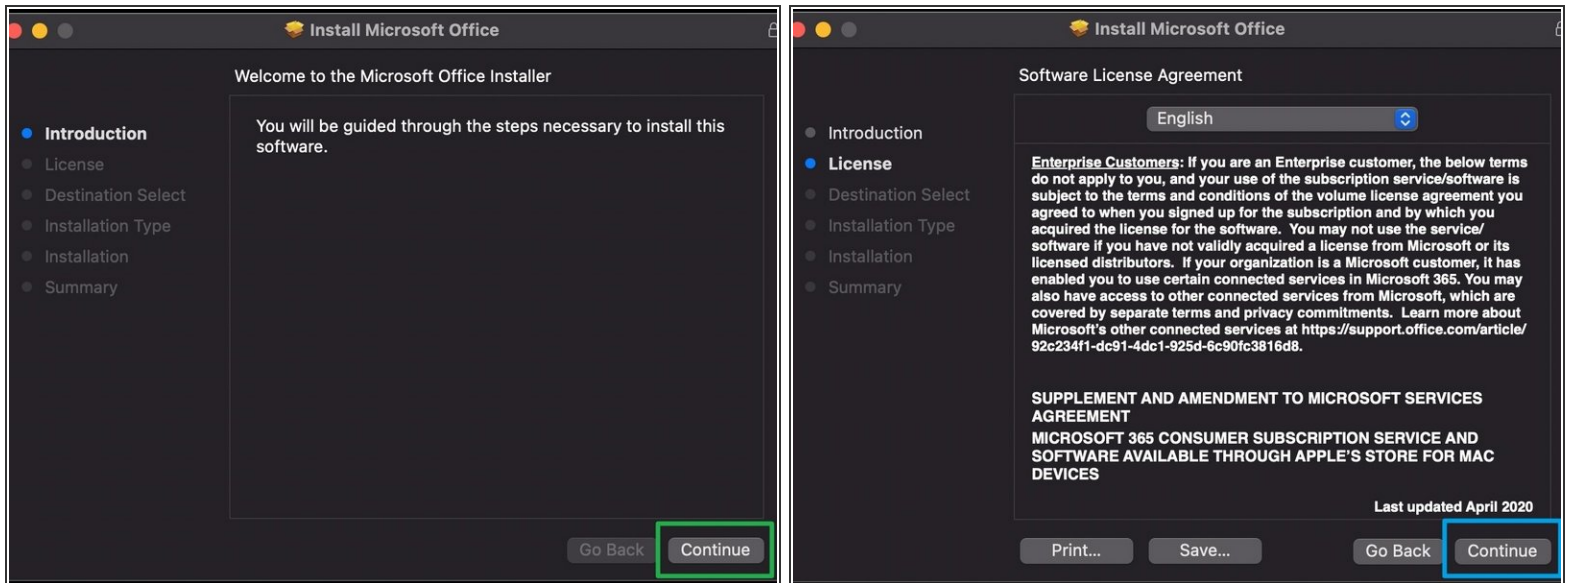 Install Microsoft Office
Welcome to the Microsoft Office Installer
Introduction
License
Destination Select
Installation Type
Installation
Summary
You will be guided through the steps necessary to install this
software.
Go Back
Continue
Install Microsoft Office
Software License Agreement
Introduction
License
Destination Select
Installation Type
Installation
Summary
English
Enterprise Customers: If you are an Enterprise customer, the below terms
do not apply to you, and your use of the subscription service/software is
subject to the terms and conditions of the volume license agreement you
agreed to when you signed up for the subscription and by which you
acquired the license for the software.  You may not use the service/
software if you have not validly acquired a license from Microsoft or its
licensed distributors.  If your organization is a Microsoft customer, it has
enabled you to use certain connected services in Microsoft 365. You may
also have access to other connected services from Microsoft, which are
covered by separate terms and privacy commitments.  Learn more about
Microsoft's other connected services at https://support.office.com/article/
92c234f1-dc91-4dc1-925d-6c90fc3816d8.
SUPPLEMENT AND AMENDMENT TO MICROSOFT SERVICES
AGREEMENT
MICROSOFT 365 CONSUMER SUBSCRIPTION SERVICE AND
SOFTWARE AVAILABLE THROUGH APPLE'S STORE FOR MAC
DEVICES
Last updated April 2020
Print...
Save...
Go Back
Continue